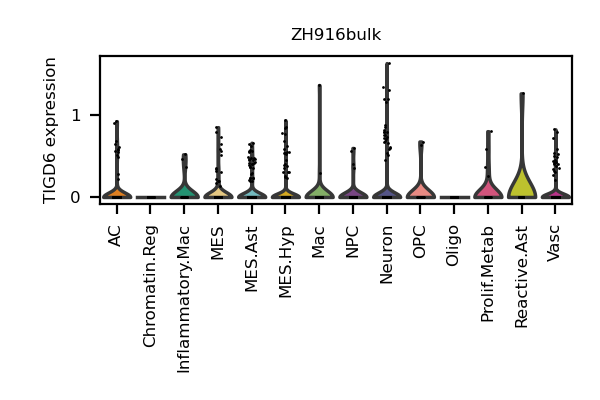 ZH916bulk
TIGD6 expression
1
0
AC
Chromatin.Reg
Inflammatory.Mac
MES
MES.Ast
MES.Hyp
Mac
NPC
Neuron
OPC
Oligo
Prolif.Metab
Reactive.Ast
Vasc